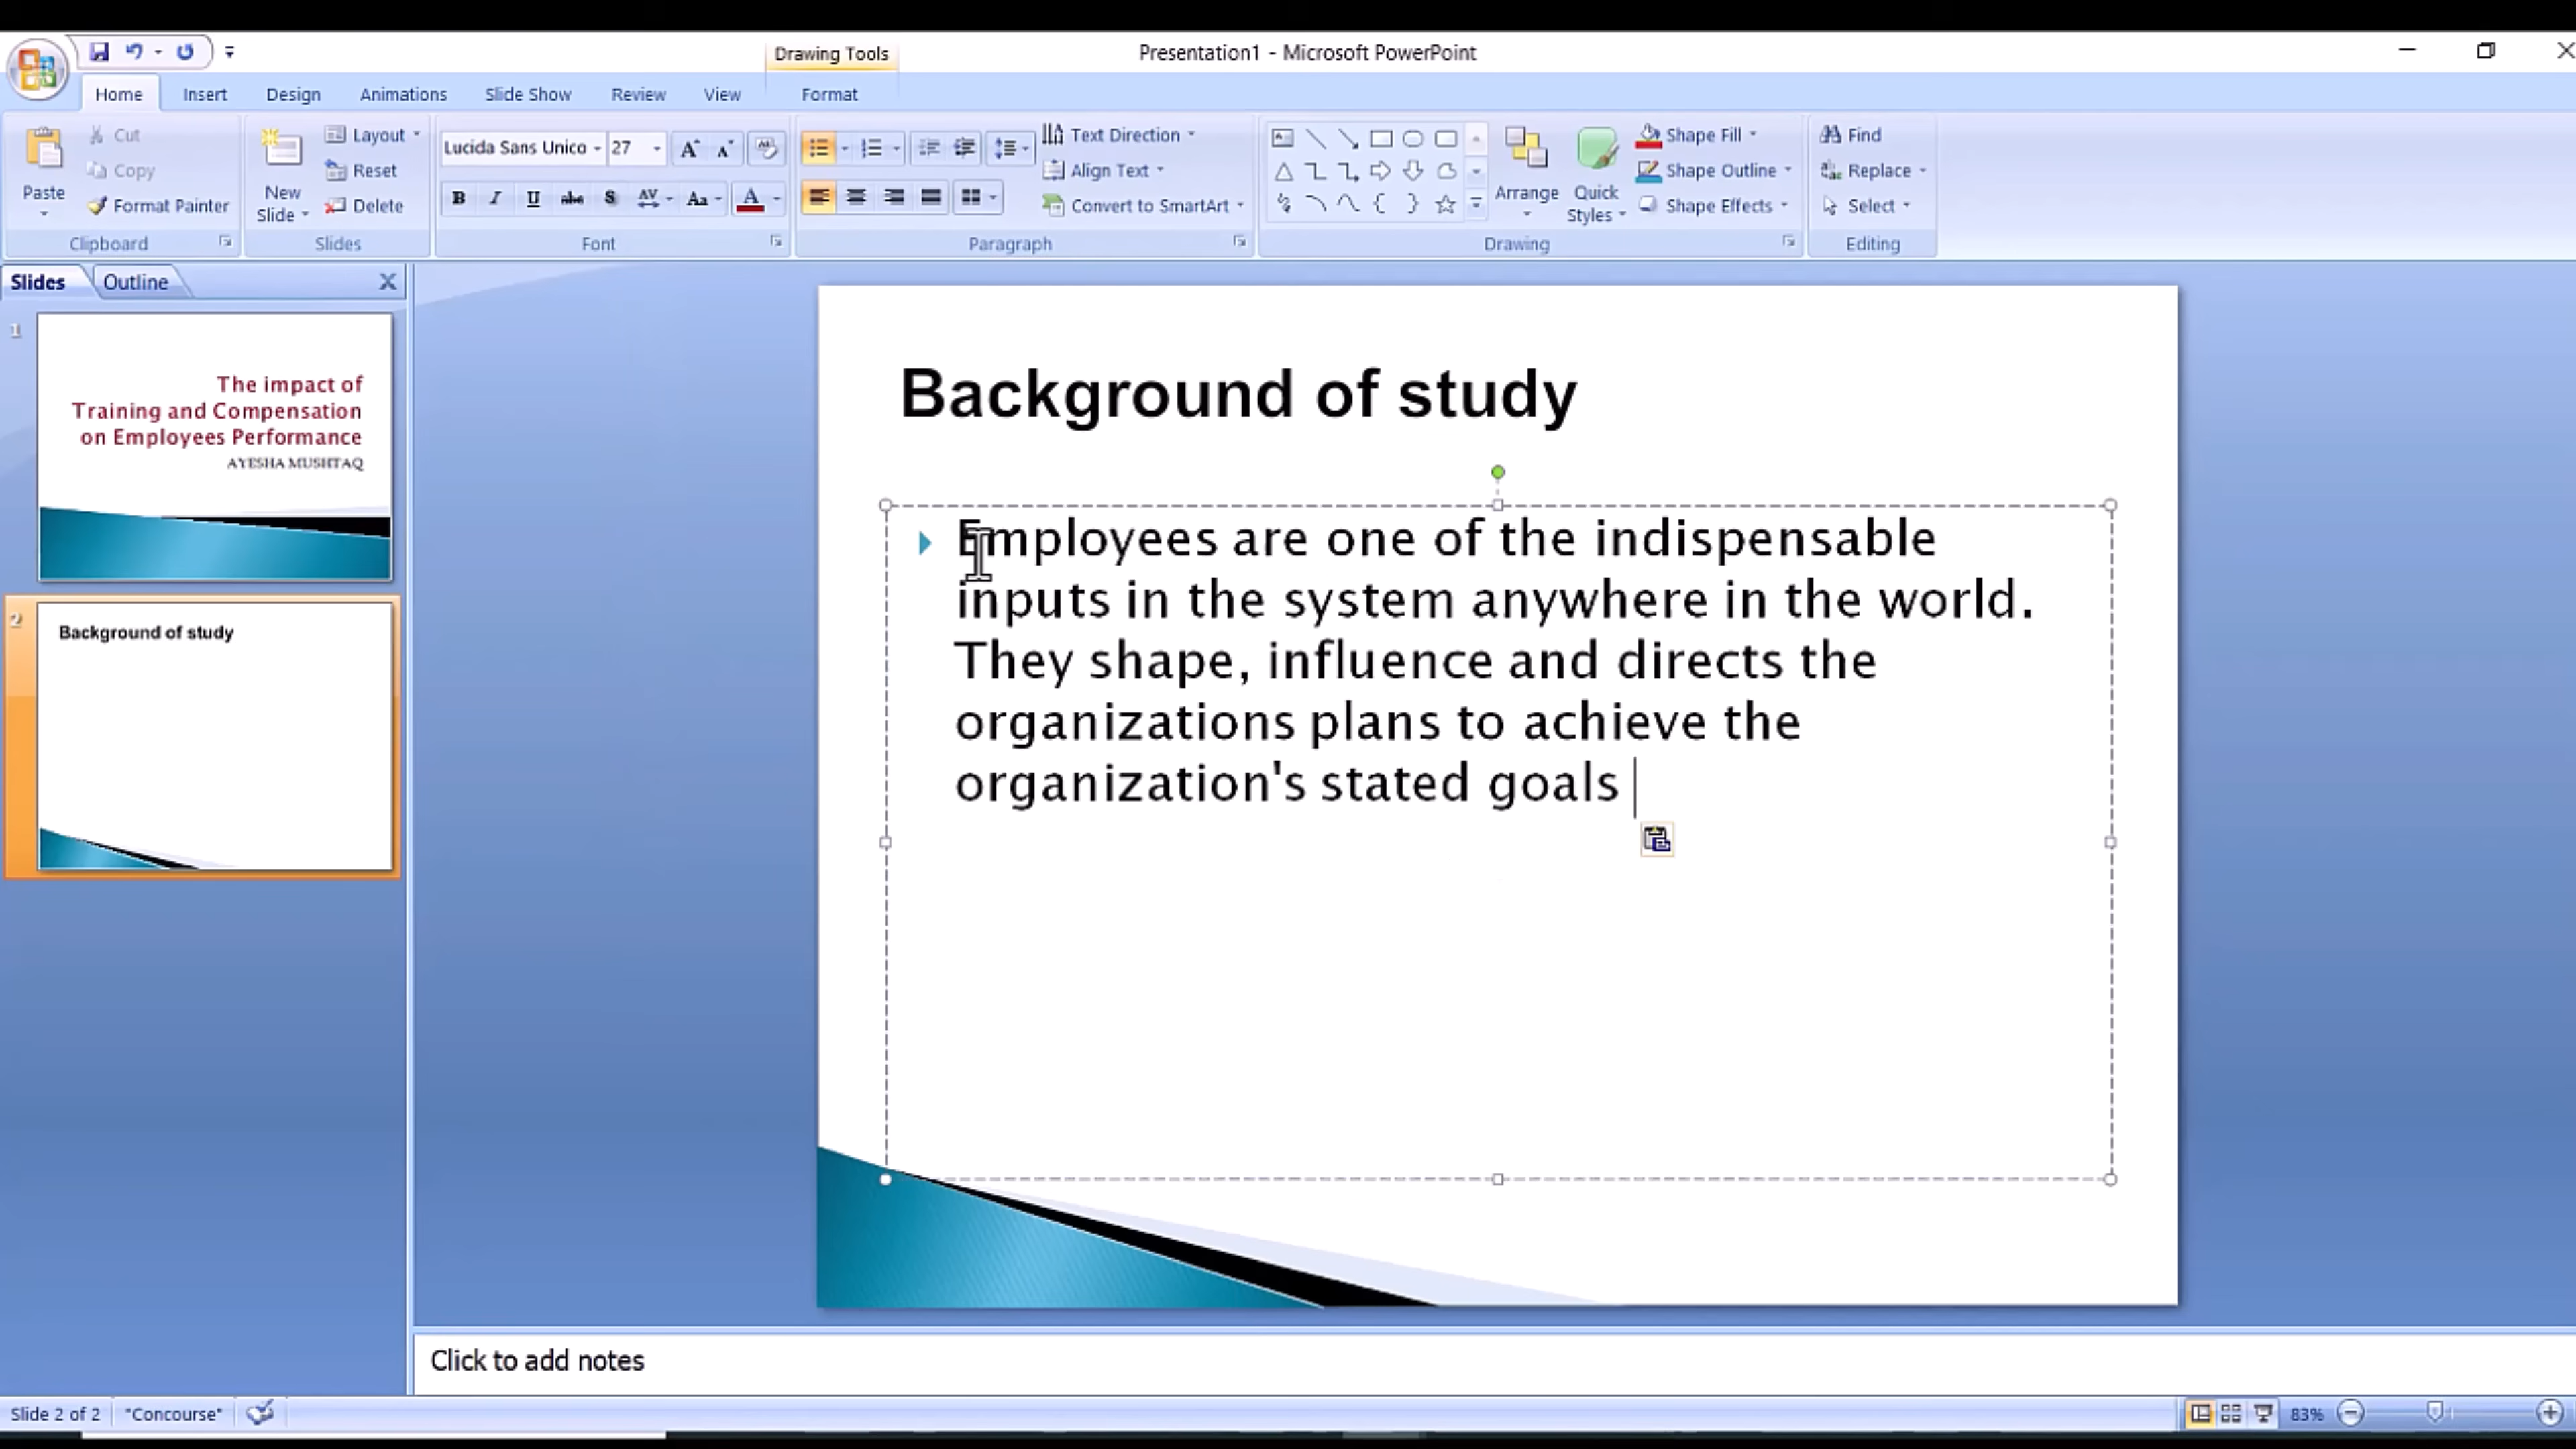 Drawing Tools
Presentation1 - Microsoft PowerPoint
Home Insert Design Animations Slide Show Review View Format
Paste
Cut
Copy
Format Painter
Clipboard
New Slide
Layout
Reset
Delete
Slides
Lucida Sans Unico 27
B I U abc S AV Aa A
Font
Text Direction
Align Text
Convert to SmartArt
Paragraph
Arrange
Quick Styles
Shape Fill
Shape Outline
Shape Effects
Drawing
Find
Replace
Select
Editing
Slides Outline
1
The impact of
Training and Compensation
on Employees Performance
AYESHA MUSHTAQ
2
Background of study
Background of study
Employees are one of the indispensable
inputs in the system anywhere in the world.
They shape, influence and directs the
organizations plans to achieve the
organization's stated goals
Click to add notes
Slide 2 of 2 "Concourse" 83%